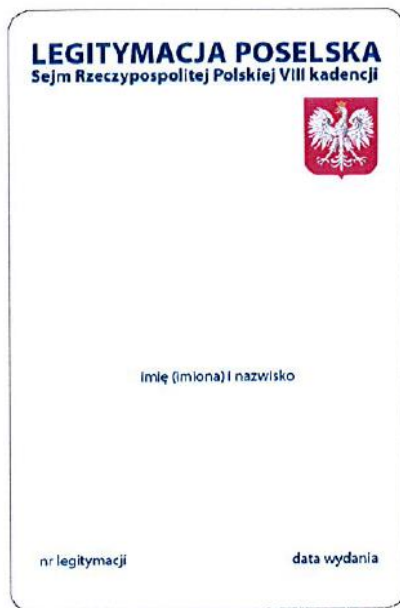 LEGITYMACJA POSELSKA
Sejm Rzeczypospolitej Polskiej VIII kadencji
imię (imiona) i nazwisko
nr legitymacji data wydania